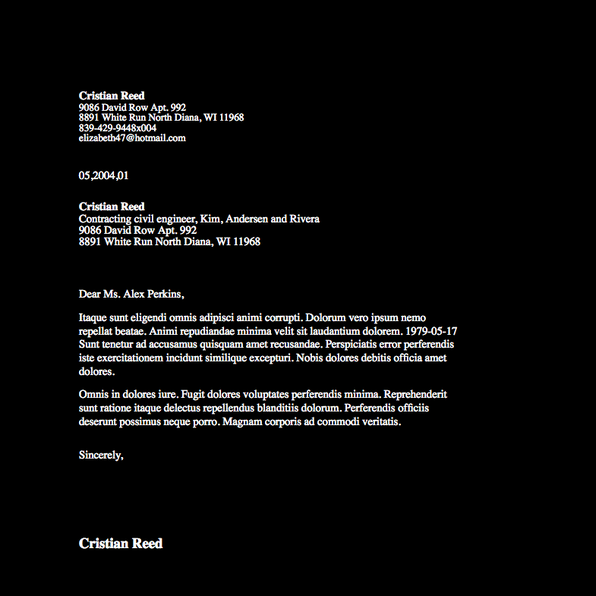 Cristian Reed
9086 David Row Apt. 992
8891 White Run North Diana, WI 11968
839-429-9448x004
elizabeth47@hotmail.com
05,2004,01
Cristian Reed
Contracting civil engineer, Kim, Andersen and Rivera
9086 David Row Apt. 992
8891 White Run North Diana, WI 11968
Dear Ms. Alex Perkins,
Itaque sunt eligendi omnis adipisci animi corrupti. Dolorum vero ipsum nemo
repellat beatae. Animi repudiandae minima velit sit laudantium dolorem. 1979-05-17
Sunt tenetur ad accusamus quisquam amet recusandae. Perspiciatis error perferendis
iste exercitationem incidunt similique excepturi. Nobis dolores debitis officia amet
dolores.
Omnis in dolores iure. Fugit dolores voluptates perferendis minima. Reprehenderit
sunt ratione itaque delectus repellendus blanditiis dolorum. Perferendis officiis
deserunt possimus neque porro. Magnam corporis ad commodi veritatis.
Sincerely,
Cristian Reed